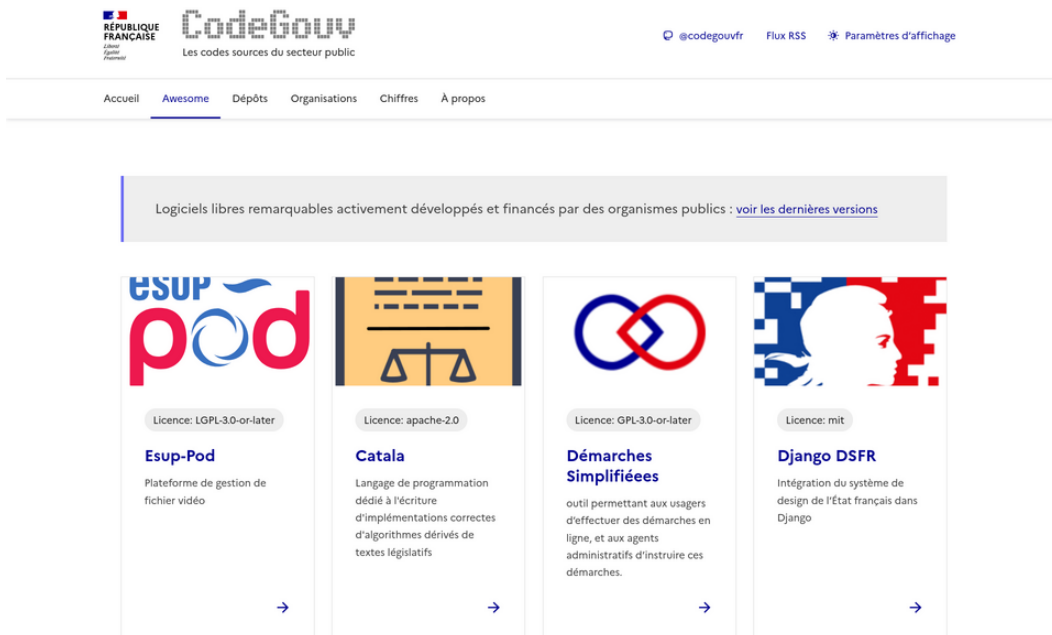 RÉPUBLIQUE
FRANÇAISE
Liberté
Égalité
Fraternité
CodeGouv
Les codes sources du secteur public
@codegouvfr
Flux RSS
Paramètres d'affichage
Accueil
Awesome
Dépôts
Organisations
Chiffres
À propos
Logiciels libres remarquables activement développés et financés par des organismes publics : voir les dernières versions
esup
pod
Licence: LGPL-3.0-or-later
Esup-Pod
Plateforme de gestion de
fichier vidéo
Licence: apache-2.0
Catala
Langage de programmation
dédié à l'écriture
d'implémentations correctes
d'algorithmes dérivés de
textes législatifs
Licence: GPL-3.0-or-later
Démarches
Simplifiéees
outil permettant aux usagers
d'effectuer des démarches en
ligne, et aux agents
administratifs d'instruire ces
démarches.
Licence: mit
Django DSFR
Intégration du système de
design de l'État français dans
Django